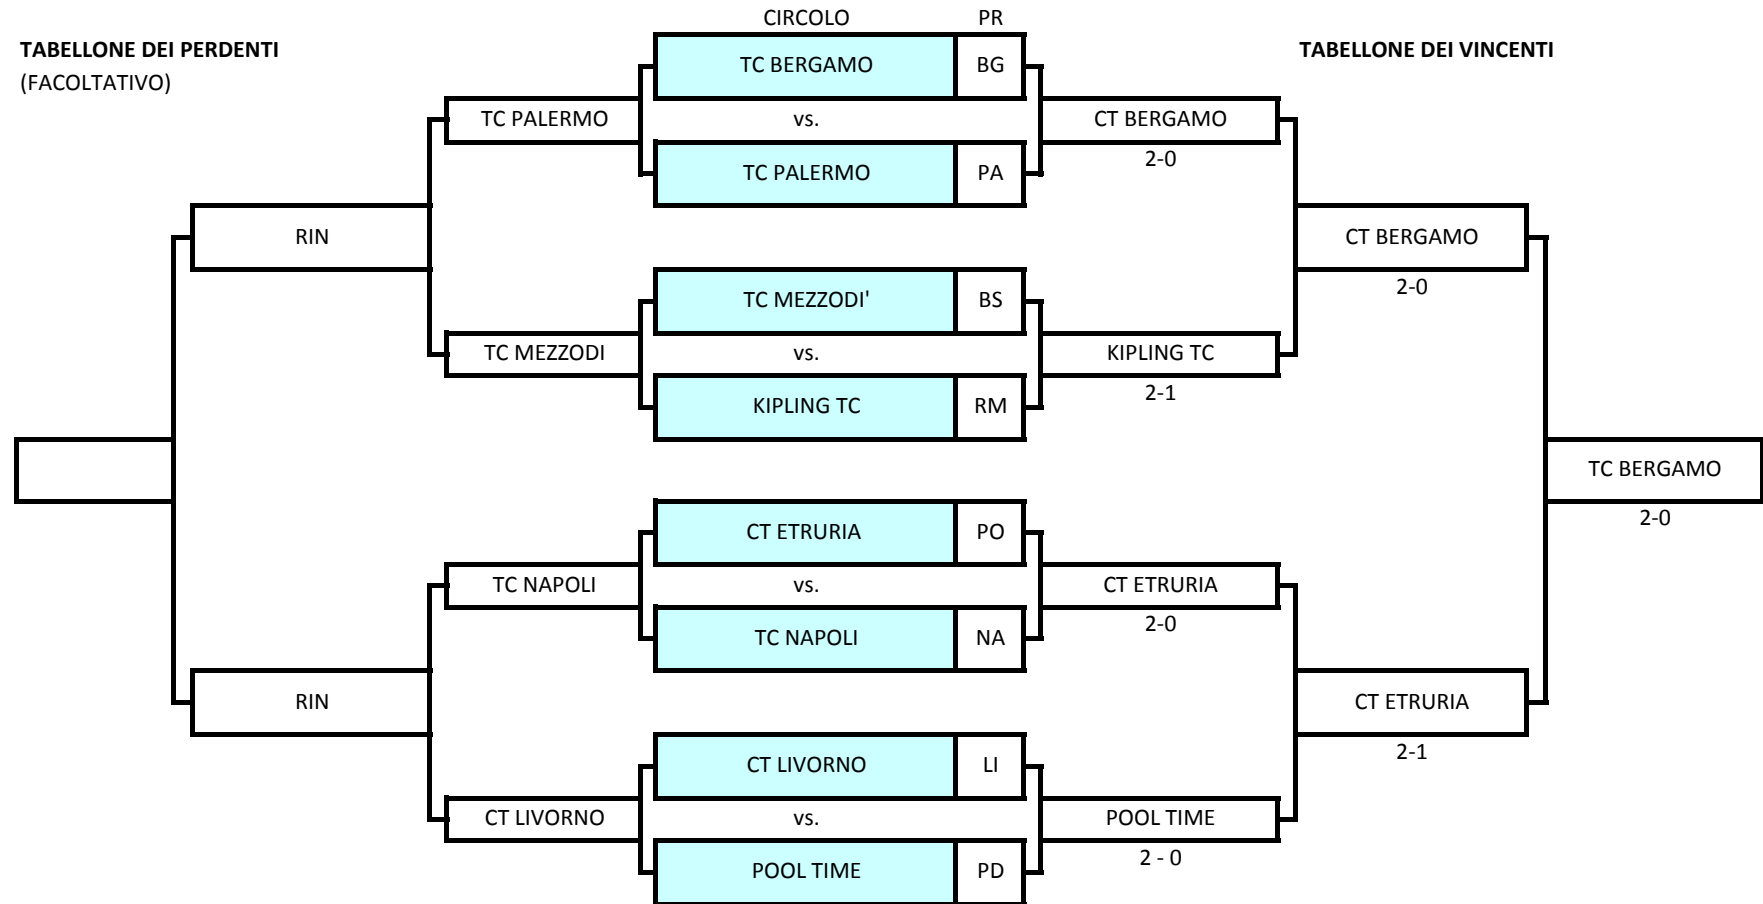 CIRCOLO PR
TABELLONE DEI PERDENTI TABELLONE DEI VINCENTI
TC BERGAMO BG
(FACOLTATIVO)
TC PALERMO vs. CT BERGAMO
2-0
TC PALERMO PA
RIN CT BERGAMO
2-0
TC MEZZODI' BS
TC MEZZODI vs. KIPLING TC
2-1
KIPLING TC RM
TC BERGAMO
2-0
CT ETRURIA PO
TC NAPOLI vs. CT ETRURIA
2-0
TC NAPOLI NA
RIN CT ETRURIA
2-1
CT LIVORNO LI
CT LIVORNO vs. POOL TIME
2 - 0
POOL TIME PD